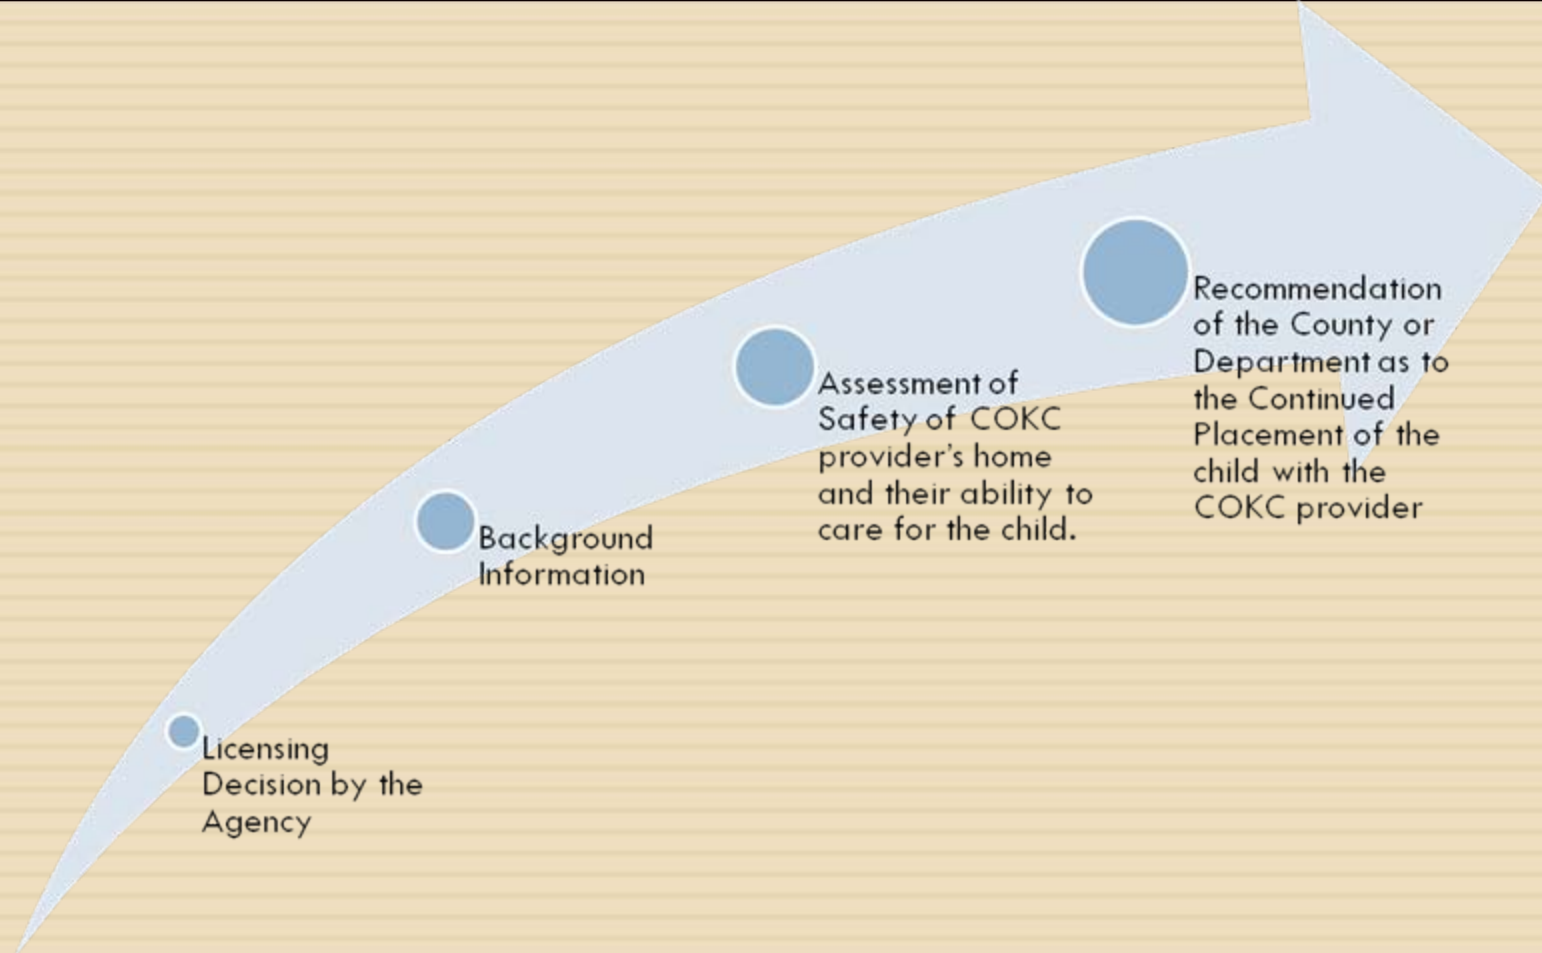 Licensing
Decision by the
Agency
Background
Information
Assessment of
Safety of COKC
provider's home
and their ability to
care for the child.
Recommendation
of the County or
Department as to
the Continued
Placement of the
child with the
COKC provider